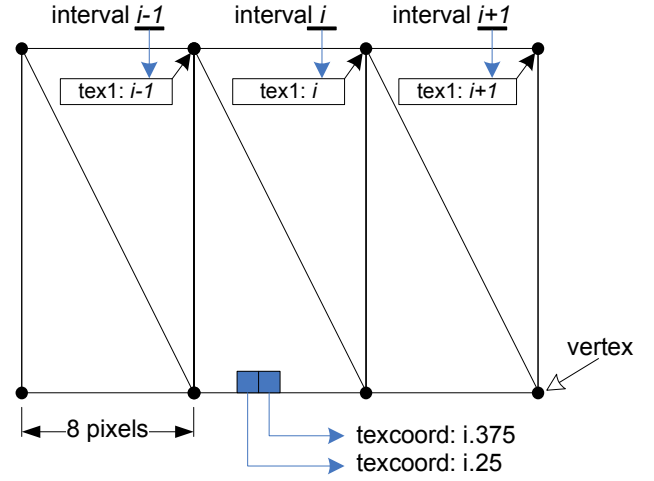 interval i-1
interval i
interval i+1
tex1: i-1
tex1: i
tex1: i+1
vertex
8 pixels
texcoord: i.375
texcoord: i.25